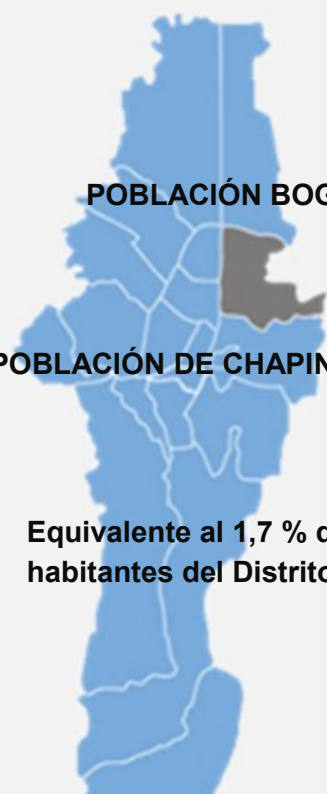 POBLACIÓN BOG
POBLACIÓN DE CHAPIN
Equivalente al 1,7 % d
habitantes del Distrito